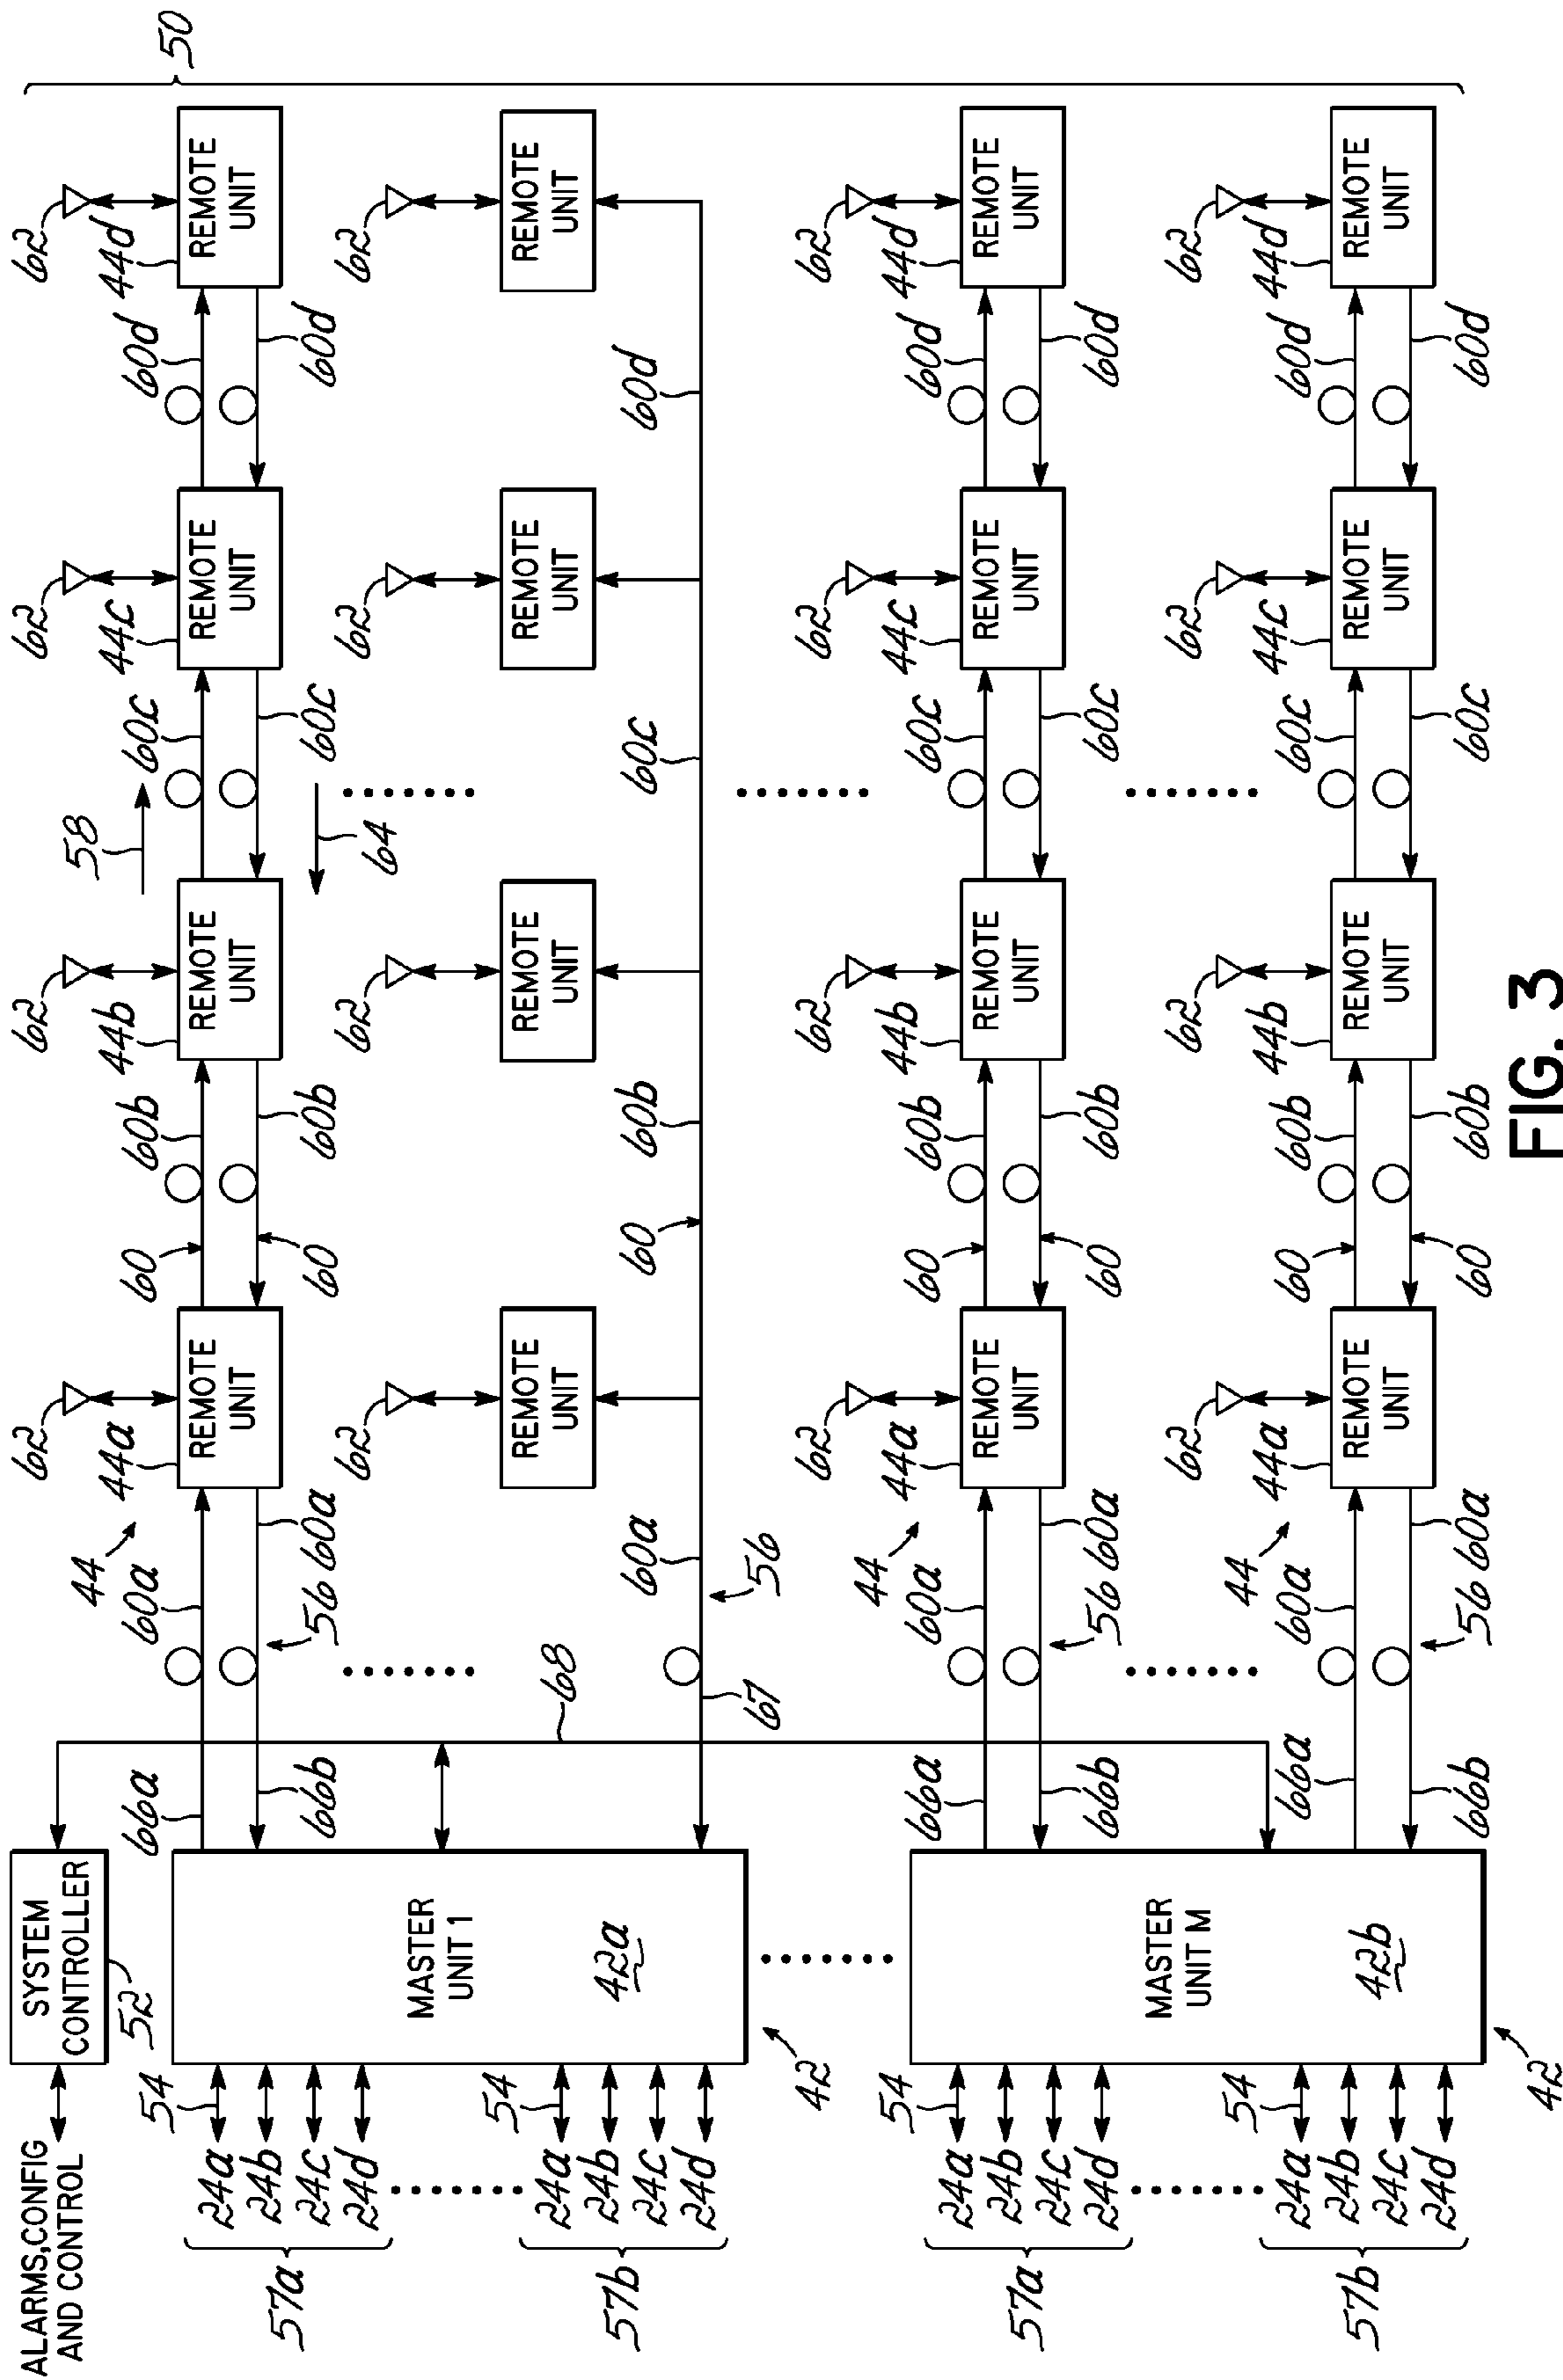 50
62
62
62
62
ALARMS,CONFIG
AND CONTROL
SYSTEM
CONTROLLER
52
44
44a
44b
58
44c
44d
66a
60a
60
60b
60c
60d
REMOTE
UNIT
REMOTE
UNIT
REMOTE
UNIT
REMOTE
UNIT
66b
56
60a
60
60b
60c
60d
64
54
24a
24b
24c
24d
57a
MASTER
UNIT 1
42a
68
62
62
62
62
REMOTE
UNIT
REMOTE
UNIT
REMOTE
UNIT
REMOTE
UNIT
54
24a
24b
24c
24d
57b
60a
60
60b
60c
60d
67
56
42
62
62
62
62
44
44a
44b
44c
44d
54
24a
24b
24c
24d
57a
66a
60a
60
60b
60c
60d
REMOTE
UNIT
REMOTE
UNIT
REMOTE
UNIT
REMOTE
UNIT
66b
56
60a
60
60b
60c
60d
MASTER
UNIT M
42b
62
62
62
62
44
44a
44b
44c
44d
54
24a
24b
24c
24d
57b
66a
60a
60
60b
60c
60d
REMOTE
UNIT
REMOTE
UNIT
REMOTE
UNIT
REMOTE
UNIT
66b
56
60a
60
60b
60c
60d
42
FIG. 3